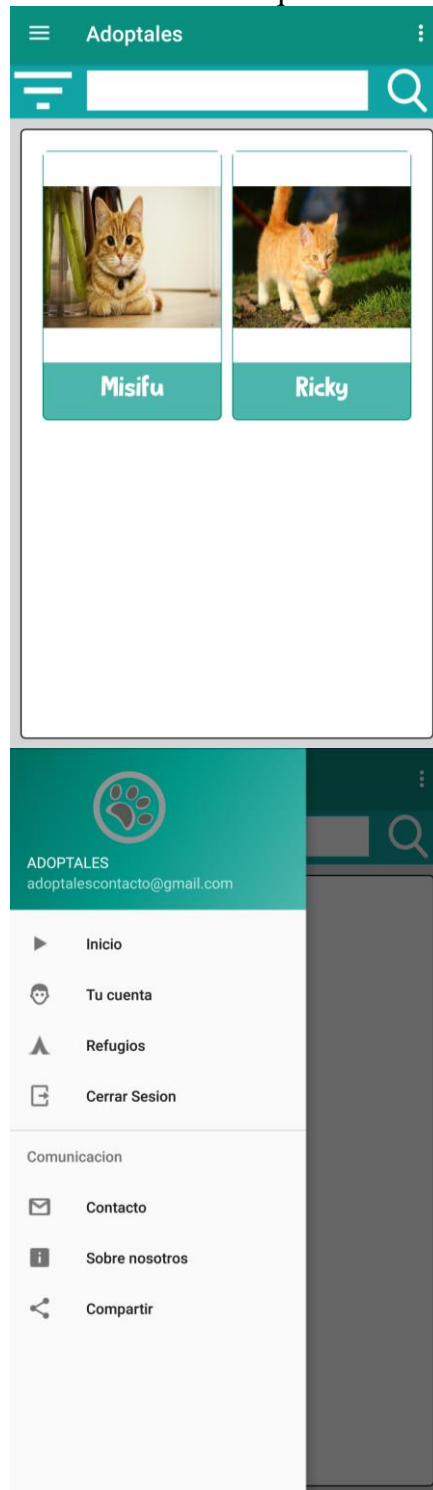 Adoptales
Misifu
Ricky
ADOPTALES
adoptalescontacto@gmail.com
Inicio
Tu cuenta
Refugios
Cerrar Sesion
Comunicacion
Contacto
Sobre nosotros
Compartir